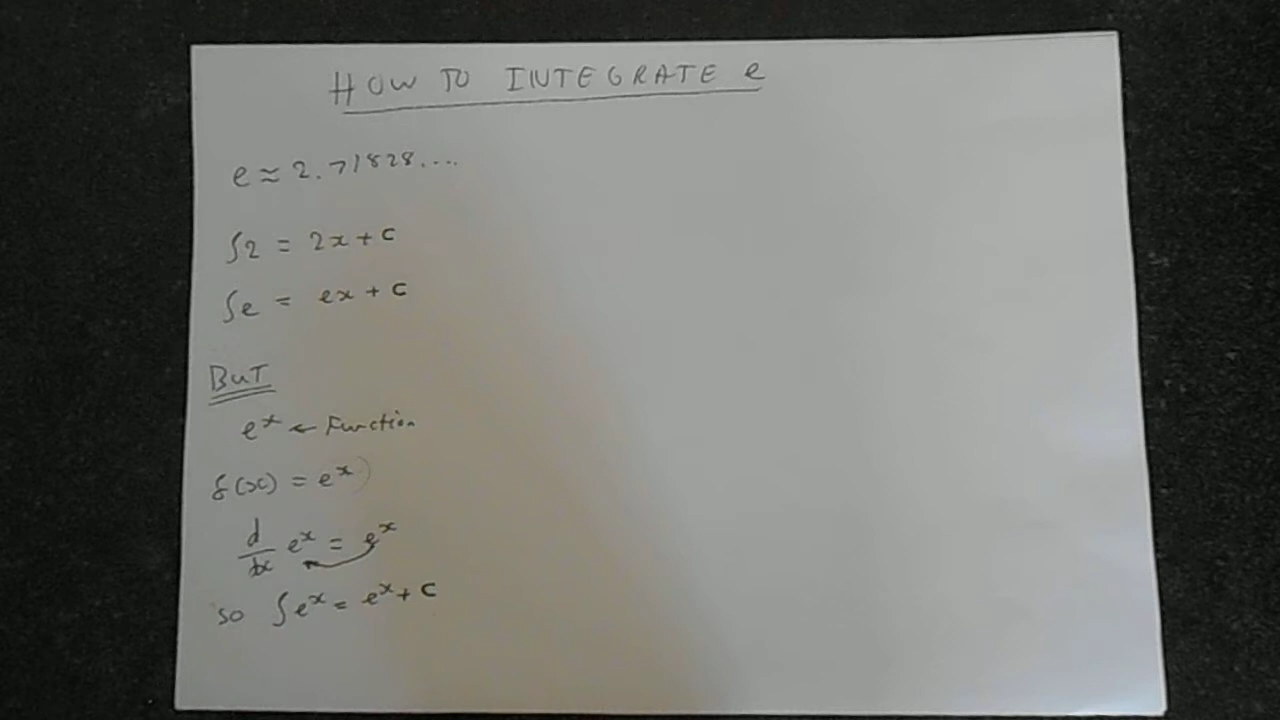 HOW TO INTEGRATE e
e ≈ 2.71828....
∫2 = 2x + c
∫e = ex + c
BUT
e^x ← Function
f(x) = e^x
d/dx e^x = e^x
so ∫e^x = e^x + c